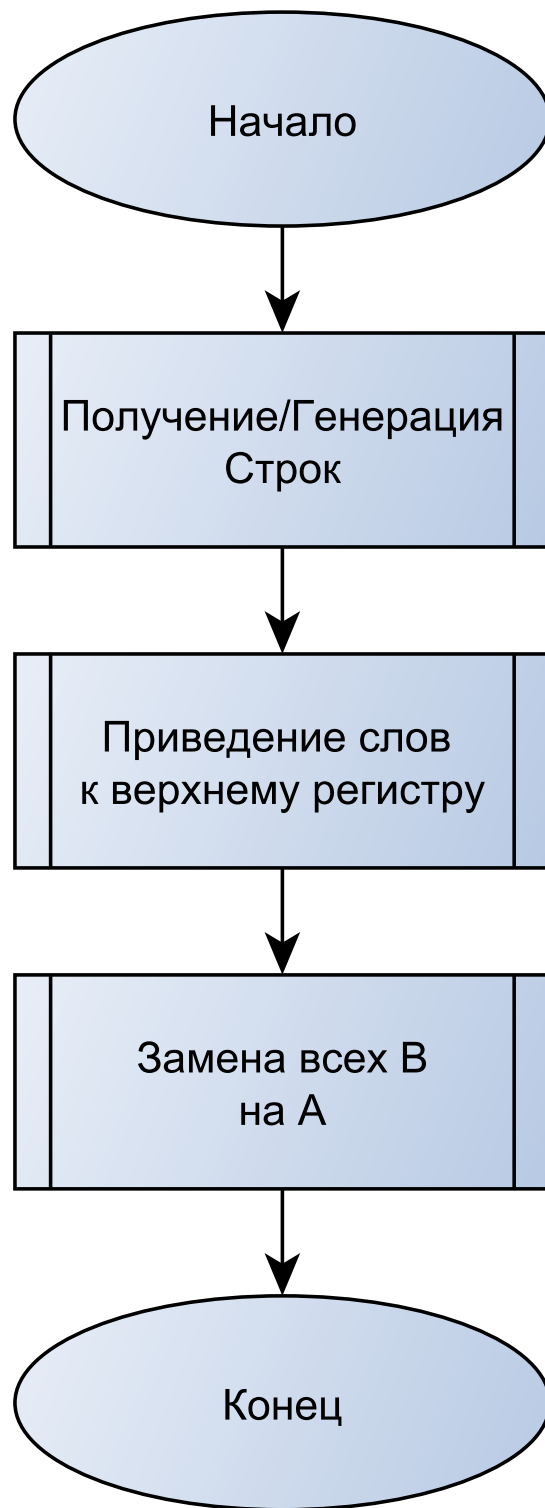 Начало
Получение/Генерация
Строк
Приведение слов
к верхнему регистру
Замена всех B
на A
Конец